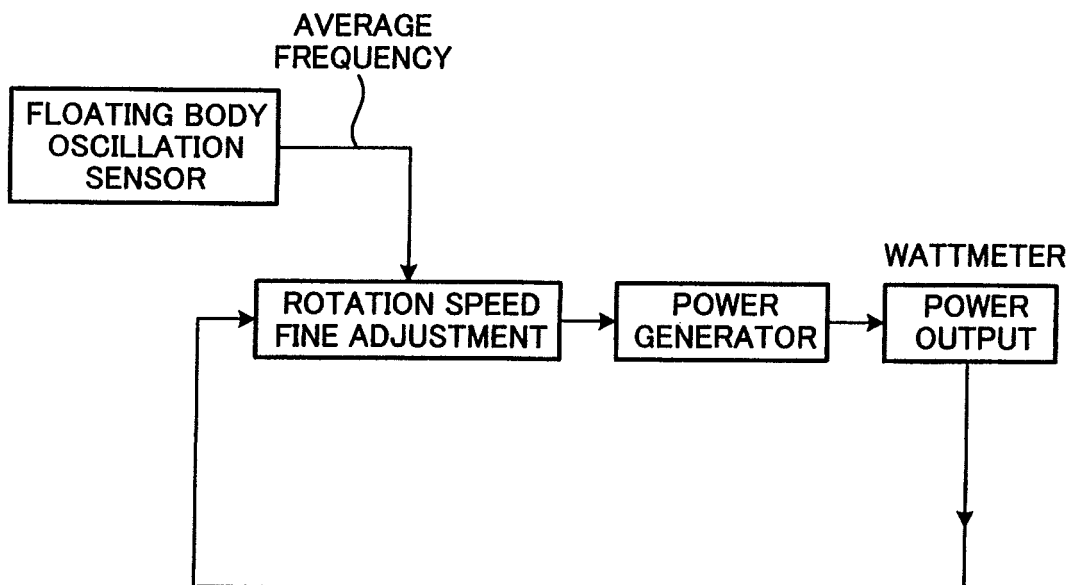 AVERAGE
FREQUENCY
FLOATING BODY
OSCILLATION
SENSOR
WATTMETER
ROTATION SPEED
FINE ADJUSTMENT
POWER
GENERATOR
POWER
OUTPUT